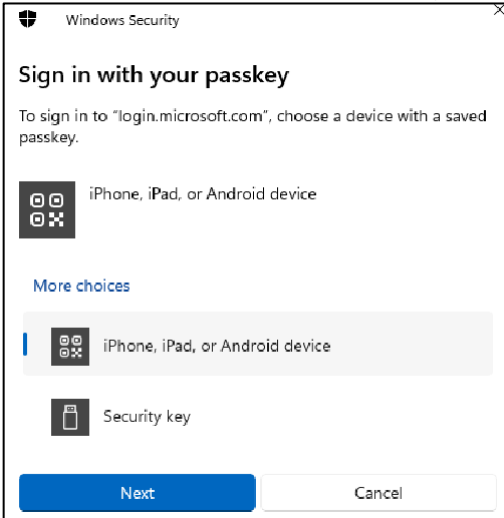 Windows Security
Sign in with your passkey
To sign in to "login.microsoft.com", choose a device with a saved
passkey.
iPhone, iPad, or Android device
More choices
iPhone, iPad, or Android device
Security key
Next
Cancel